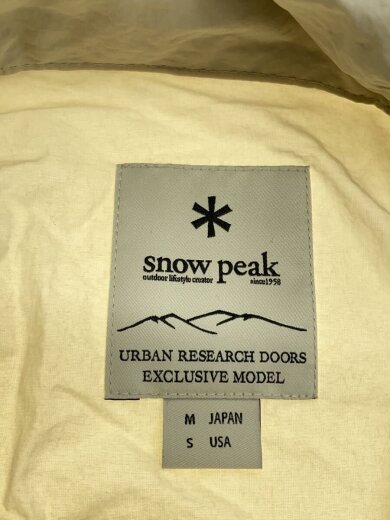 snow peak
outdoor lifestyle creator since1958
URBAN RESEARCH DOORS
EXCLUSIVE MODEL
M JAPAN
S USA